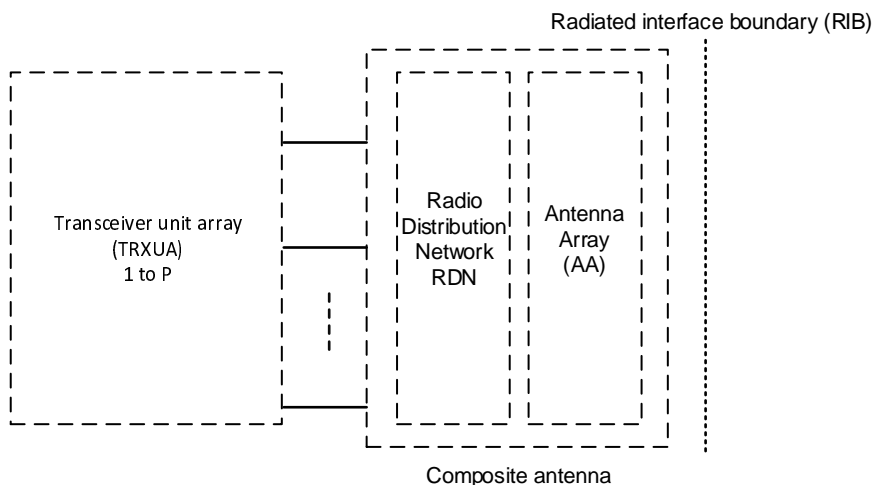 Radiated interface boundary (RIB)
Transceiver unit array
(TRXUA)
1 to P
Radio
Distribution
Network
RDN
Antenna
Array
(AA)
Composite antenna